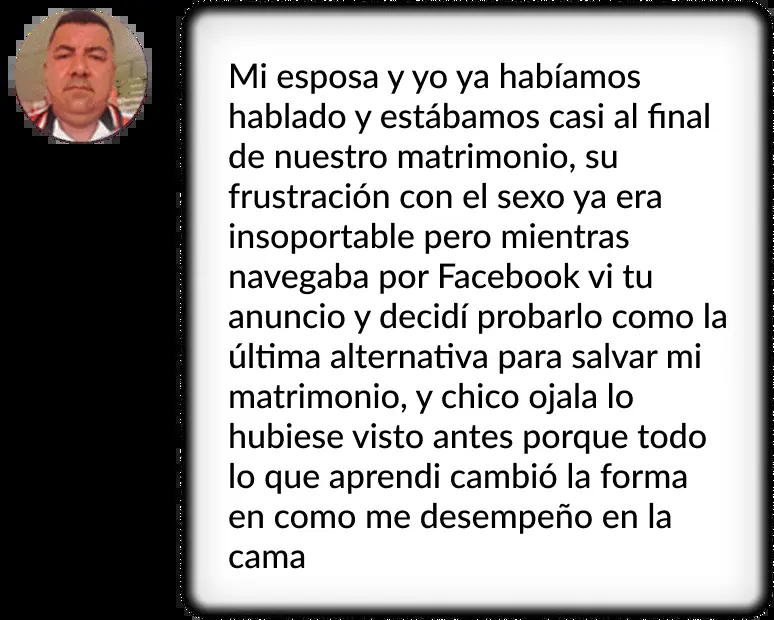 Mi esposa y yo ya habíamos
hablado y estábamos casi al final
de nuestro matrimonio, su
frustración con el sexo ya era
insoportable pero mientras
navegaba por Facebook vi tu
anuncio y decidí probarlo como la
última alternativa para salvar mi
matrimonio, y chico ojala lo
hubiese visto antes porque todo
lo que aprendi cambió la forma
en como me desempeño en la
cama